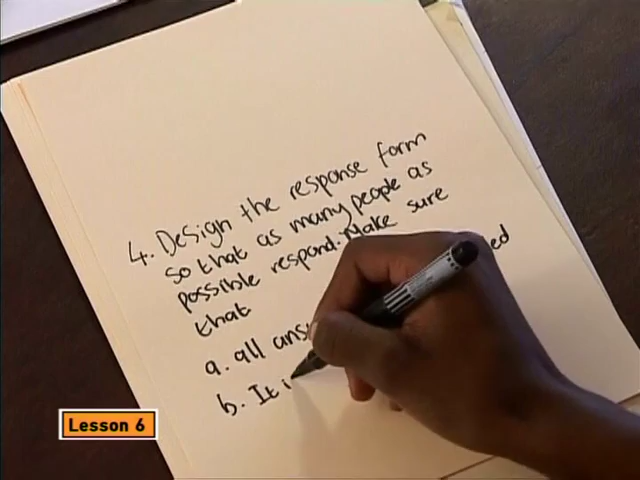 4. Design the response form
so that as many people as
possible respond. Make sure
that
a. all
b. It i
Lesson 6